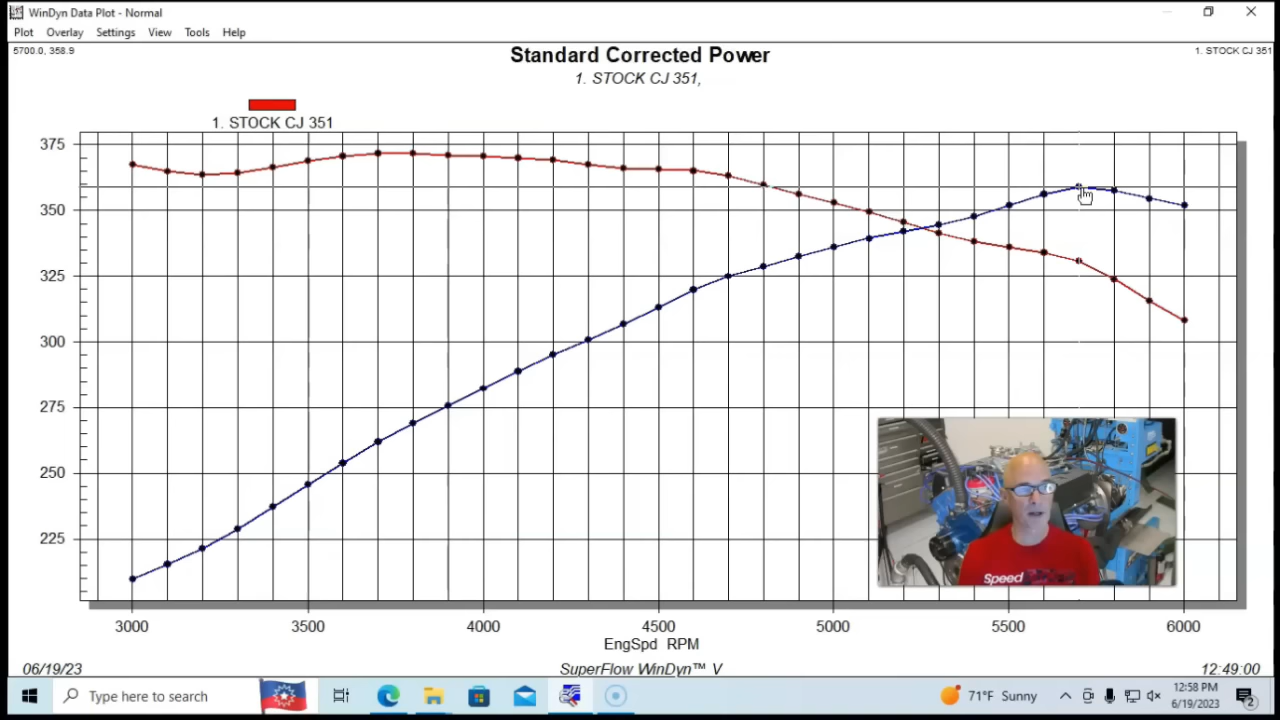 WinDyn Data Plot - Normal
Plot Overlay Settings View Tools Help
5700.0, 358.9
1. STOCK CJ 351
Standard Corrected Power
1. STOCK CJ 351,
1. STOCK CJ 351
375
350
325
300
275
250
225
Speed
3000 3500 4000 4500 5000 5500 6000
EngSpd RPM
06/19/23 SuperFlow WinDyn™ V 12:49:00
Type here to search
71°F Sunny
12:58 PM
6/19/2023
2